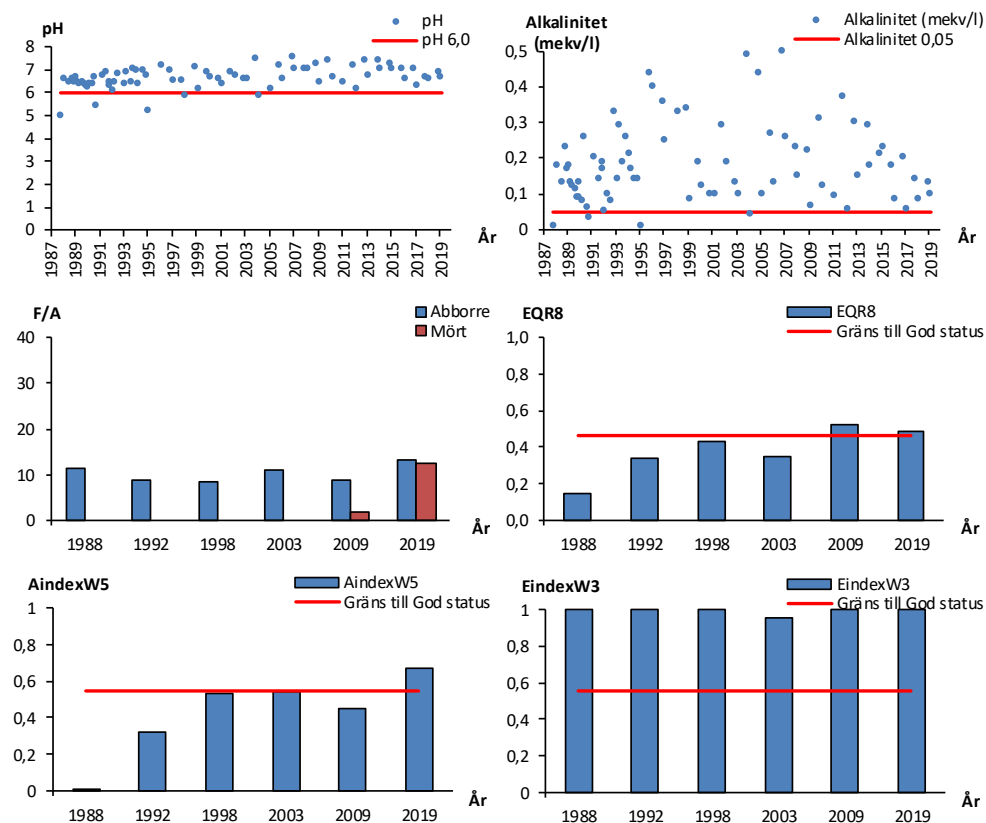 pH
pH
pH 6,0
8
7
6
5
4
3
2
1
0
1987
1989
1991
1993
1995
1997
1999
2001
2003
2005
2007
2009
2011
2013
2015
2017
2019
År
Alkalinitet
(mekv/l)
Alkalinitet (mekv/l)
Alkalinitet 0,05
0,5
0,4
0,3
0,2
0,1
0
1987
1989
1991
1993
1995
1997
1999
2001
2003
2005
2007
2009
2011
2013
2015
2017
2019
År
F/A
Abborre
Mört
40
30
20
10
0
1988 1992 1998 2003 2009 2019
År
EQR8
EQR8
Gräns till God status
1,0
0,8
0,6
0,4
0,2
0,0
1988 1992 1998 2003 2009 2019
År
AindexW5
AindexW5
Gräns till God status
1
0,8
0,6
0,4
0,2
0
1988 1992 1998 2003 2009 2019
År
EindexW3
EindexW3
Gräns till God status
1
0,8
0,6
0,4
0,2
0
1988 1992 1998 2003 2009 2019
År